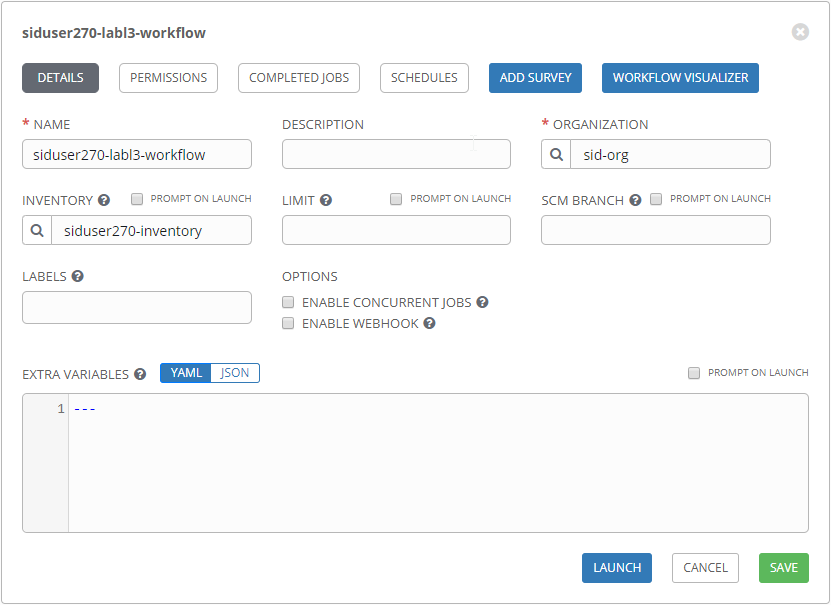 siduser270-labl3-workflow
DETAILS PERMISSIONS COMPLETED JOBS SCHEDULES ADD SURVEY WORKFLOW VISUALIZER
* NAME DESCRIPTION * ORGANIZATION
siduser270-labl3-workflow sid-org
INVENTORY ? PROMPT ON LAUNCH LIMIT ? PROMPT ON LAUNCH SCM BRANCH ? PROMPT ON LAUNCH
siduser270-inventory
LABELS ? OPTIONS
ENABLE CONCURRENT JOBS ?
ENABLE WEBHOOK ?
EXTRA VARIABLES ? YAML JSON PROMPT ON LAUNCH
1 ---
LAUNCH CANCEL SAVE